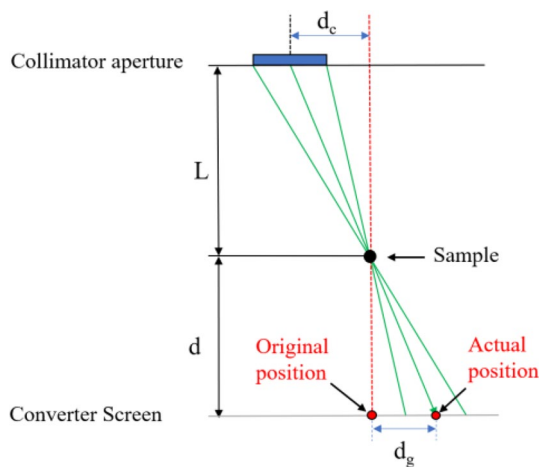 d_c
Collimator aperture
L
Sample
d
Original
position
Actual
position
Converter Screen
d_g